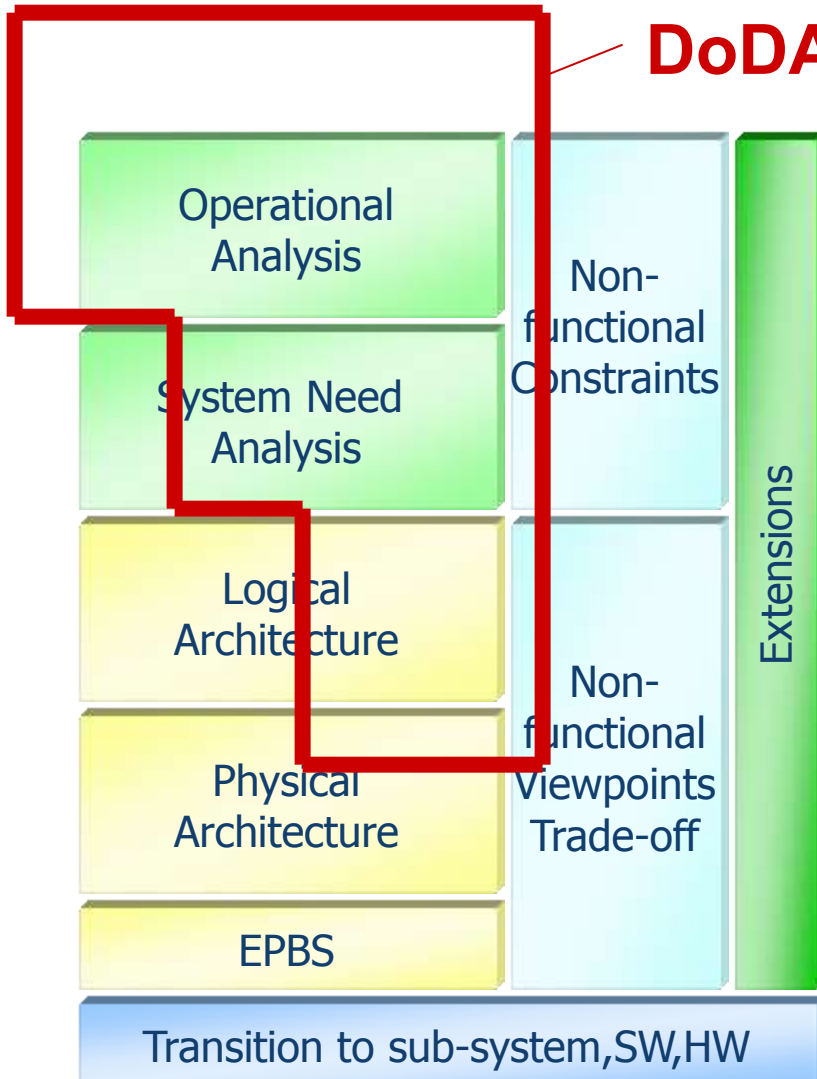 DoDA
Operational
Analysis
Non-
functional
Constraints
System Need
Analysis
Extensions
Logical
Architecture
Non-
functional
Viewpoints
Trade-off
Physical
Architecture
EPBS
Transition to sub-system,SW,HW